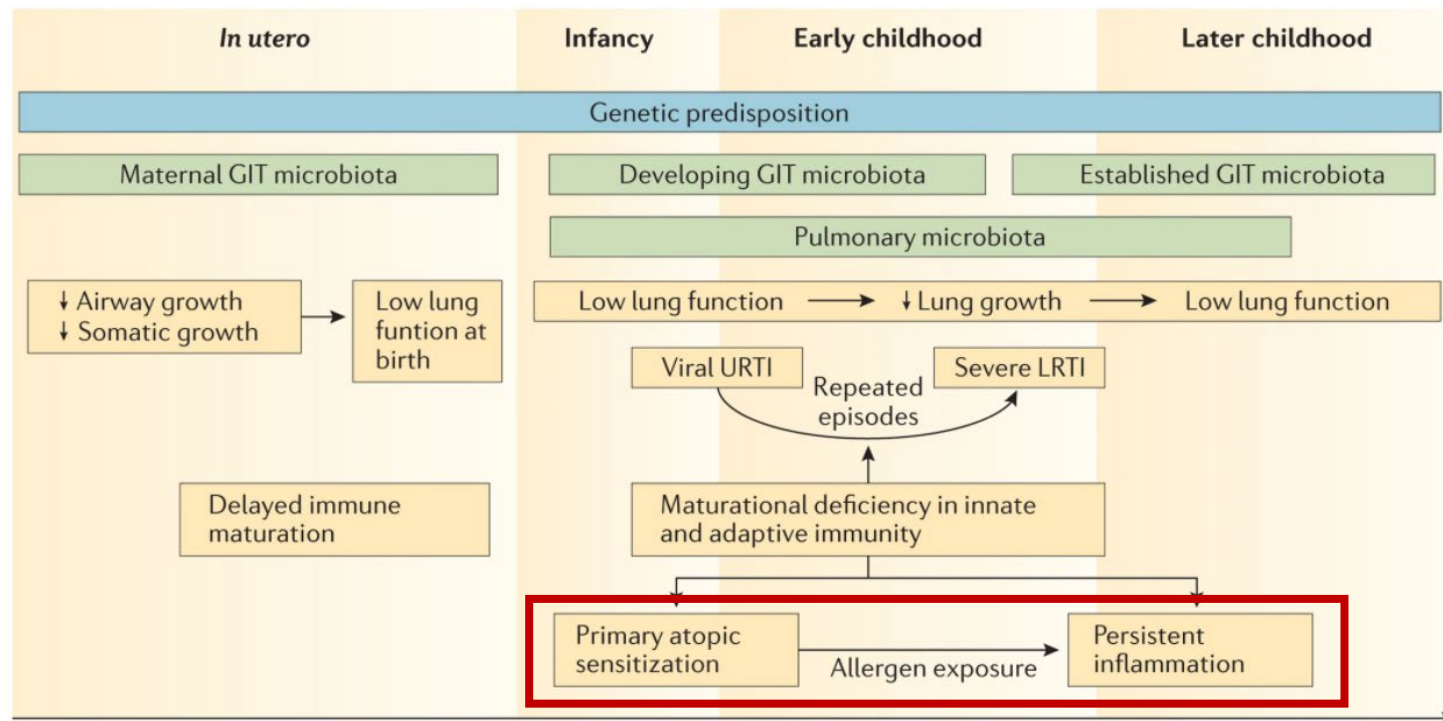 In utero
Infancy
Early childhood
Later childhood
Genetic predisposition
Maternal GIT microbiota
Developing GIT microbiota
Established GIT microbiota
Pulmonary microbiota
↓ Airway growth
↓ Somatic growth
Low lung
funtion at
birth
Low lung function
↓ Lung growth
Low lung function
Viral URTI
Severe LRTI
Repeated
episodes
Delayed immune
maturation
Maturational deficiency in innate
and adaptive immunity
Primary atopic
sensitization
Allergen exposure
Persistent
inflammation